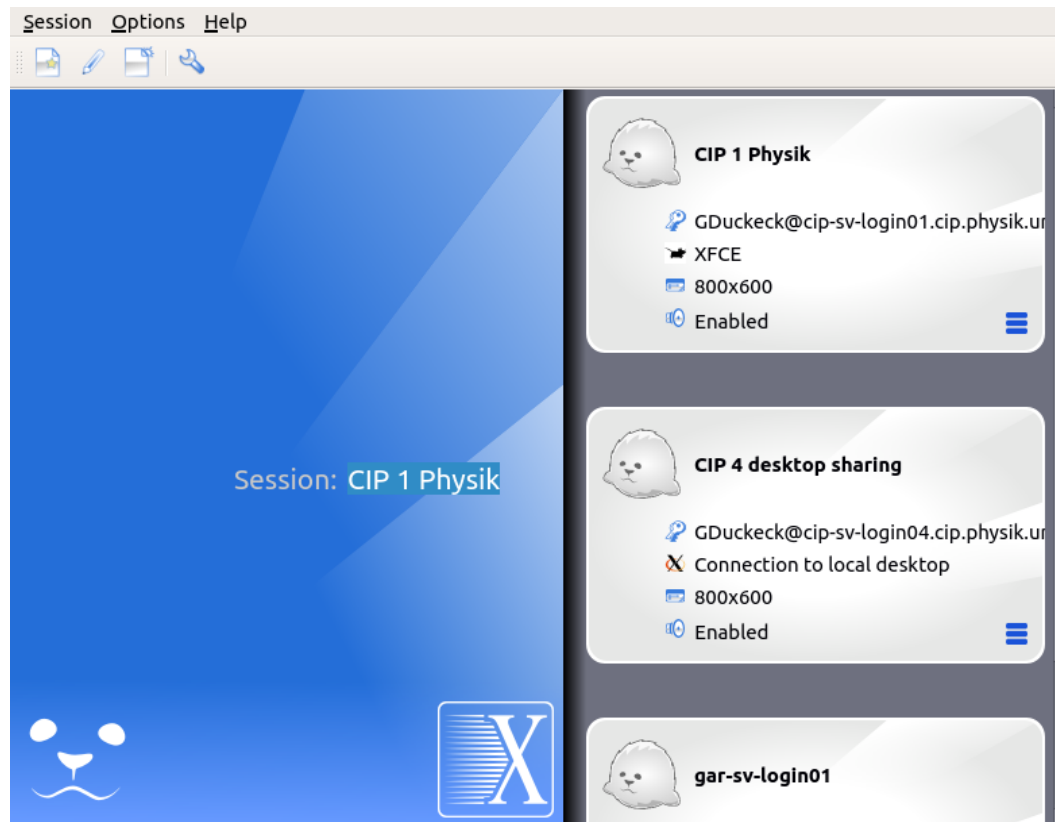 Session Options Help
Session: CIP 1 Physik
X
CIP 1 Physik
GDuckeck@cip-sv-login01.cip.physik.ur
XFCE
800x600
Enabled
CIP 4 desktop sharing
GDuckeck@cip-sv-login04.cip.physik.ur
Connection to local desktop
800x600
Enabled
gar-sv-login01